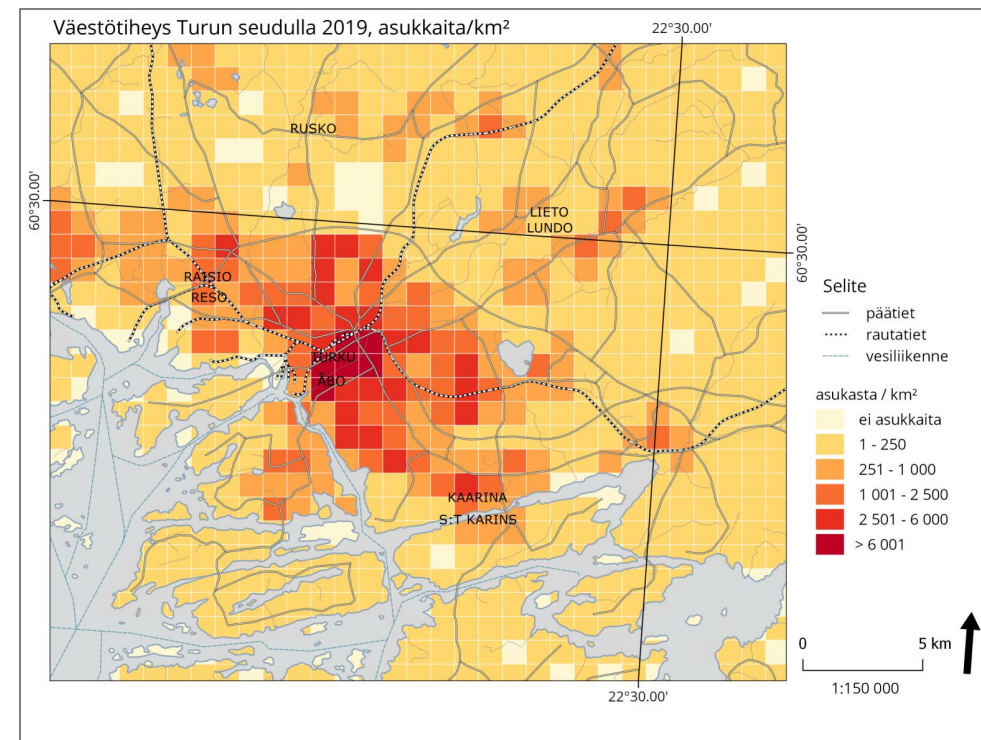 Väestötiheys Turun seudulla 2019, asukkaita/km²
22°30.00'
60°30.00'
RUSKO
LIETO
LUNDO
60°30.00'
RAISIO
RESO
TURKU
ÅBO
KAARINA
S:T KARINS
22°30.00'
Selite
päätiet
rautatiet
vesiliikenne
asukasta / km²
ei asukkaita
1 - 250
251 - 1 000
1 001 - 2 500
2 501 - 6 000
> 6 001
0 5 km
1:150 000